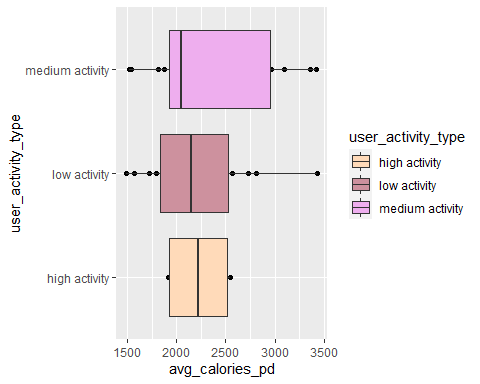 user_activity_type
medium activity
low activity
high activity
1500 2000 2500 3000 3500
avg_calories_pd
user_activity_type
high activity
low activity
medium activity